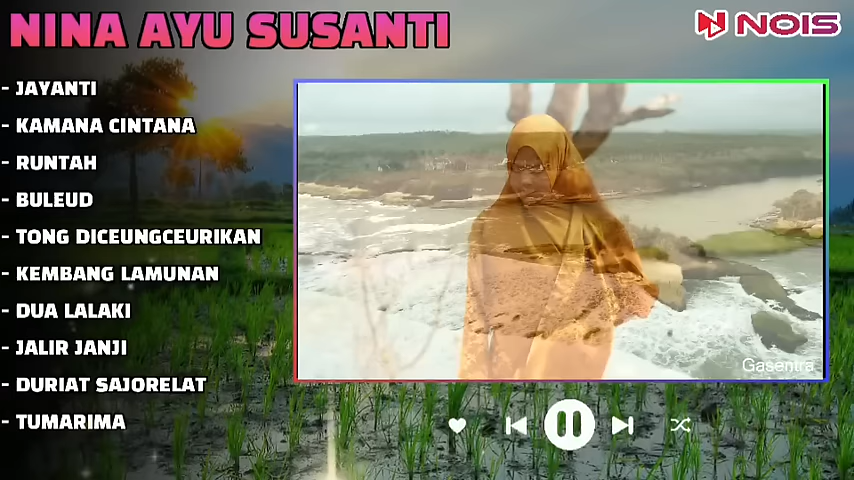 NINA AYU SUSANTI
NOIS
- JAYANTI
- KAMANA CINTANA
- RUNTAH
- BULEUD
- TONG DICEUNGCEURIKAN
- KEMBANG LAMUNAN
- DUA LALAKI
- JALIR JANJI
- DURIAT SAJORELAT
- TUMARIMA
Gasentra